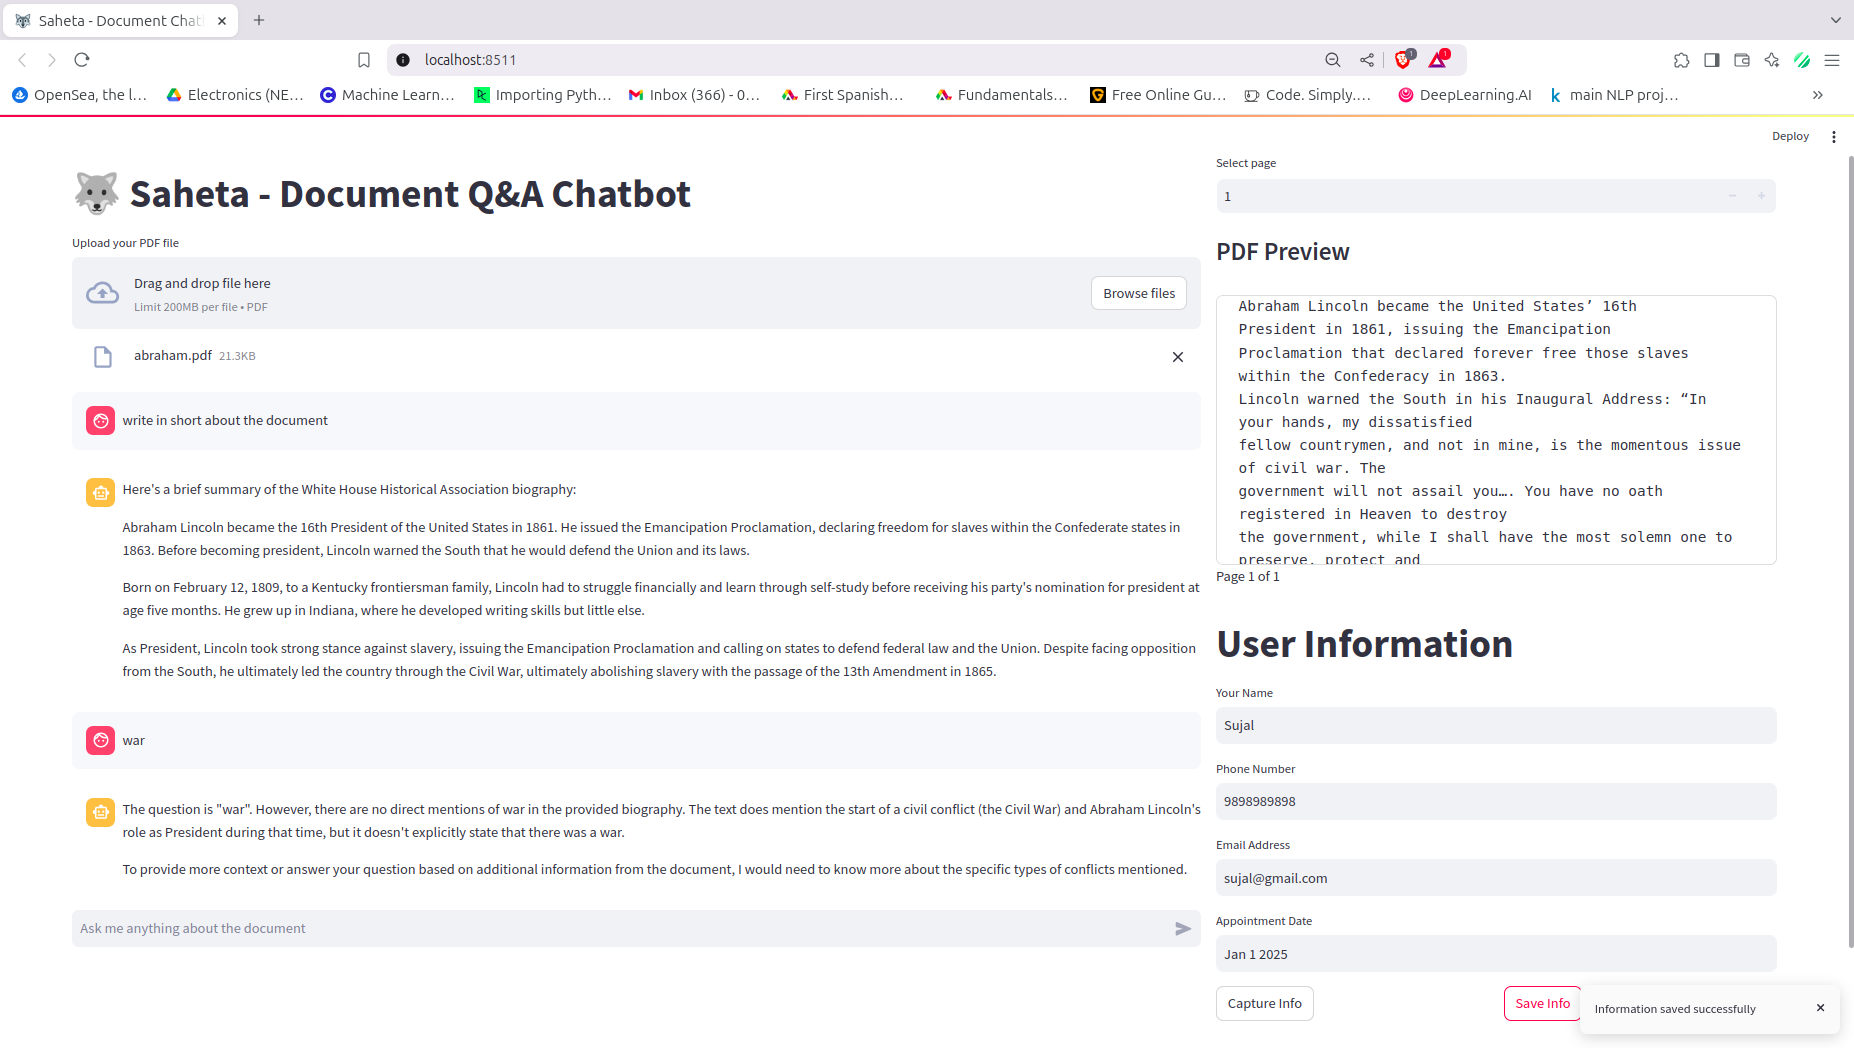 Saheta - Document Chat
localhost:8511
1
1
OpenSea, the l...
Electronics (NE...
Machine Learn...
Importing Pyth...
Inbox (366) - 0...
First Spanish...
Fundamentals...
Free Online Gu...
Code. Simply....
DeepLearning.AI
main NLP proj...
Deploy
Saheta - Document Q&A Chatbot
Upload your PDF file
Drag and drop file here
Limit 200MB per file • PDF
Browse files
abraham.pdf 21.3KB
write in short about the document
Here's a brief summary of the White House Historical Association biography:
Abraham Lincoln became the 16th President of the United States in 1861. He issued the Emancipation Proclamation, declaring freedom for slaves within the Confederate states in
1863. Before becoming president, Lincoln warned the South that he would defend the Union and its laws.
Born on February 12, 1809, to a Kentucky frontiersman family, Lincoln had to struggle financially and learn through self-study before receiving his party's nomination for president at
age five months. He grew up in Indiana, where he developed writing skills but little else.
As President, Lincoln took strong stance against slavery, issuing the Emancipation Proclamation and calling on states to defend federal law and the Union. Despite facing opposition
from the South, he ultimately led the country through the Civil War, ultimately abolishing slavery with the passage of the 13th Amendment in 1865.
war
The question is "war". However, there are no direct mentions of war in the provided biography. The text does mention the start of a civil conflict (the Civil War) and Abraham Lincoln's
role as President during that time, but it doesn't explicitly state that there was a war.
To provide more context or answer your question based on additional information from the document, I would need to know more about the specific types of conflicts mentioned.
Ask me anything about the document
Select page
1
PDF Preview
Abraham Lincoln became the United States’ 16th
President in 1861, issuing the Emancipation
Proclamation that declared forever free those slaves
within the Confederacy in 1863.
Lincoln warned the South in his Inaugural Address: “In
your hands, my dissatisfied
fellow countrymen, and not in mine, is the momentous issue
of civil war. The
government will not assail you…. You have no oath
registered in Heaven to destroy
the government, while I shall have the most solemn one to
preserve, protect and
Page 1 of 1
User Information
Your Name
Sujal
Phone Number
9898989898
Email Address
sujal@gmail.com
Appointment Date
Jan 1 2025
Capture Info
Save Info
Information saved successfully